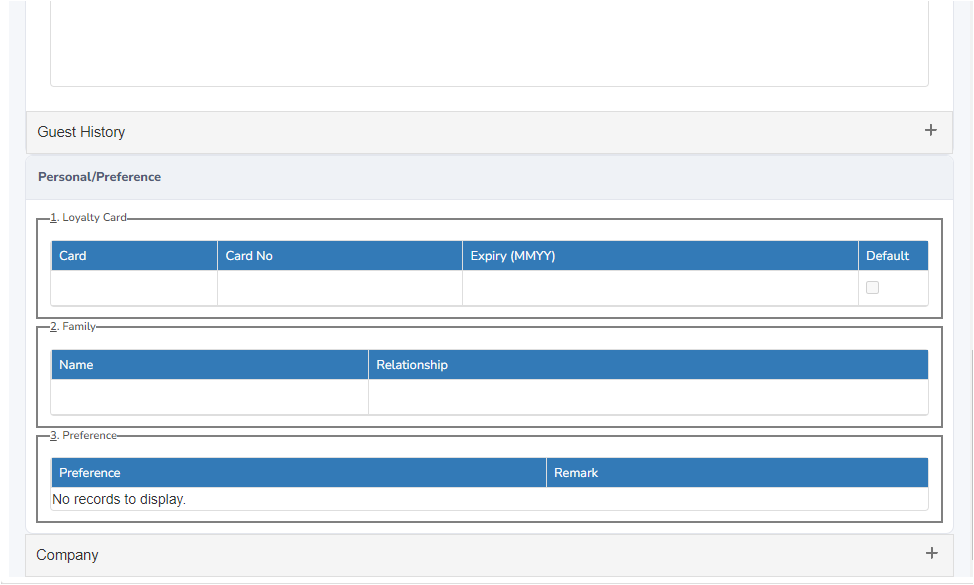 Guest History
Personal/Preference
1. Loyalty Card
Card Card No Expiry (MMYY) Default
2. Family
Name Relationship
3. Preference
Preference Remark
No records to display.
Company